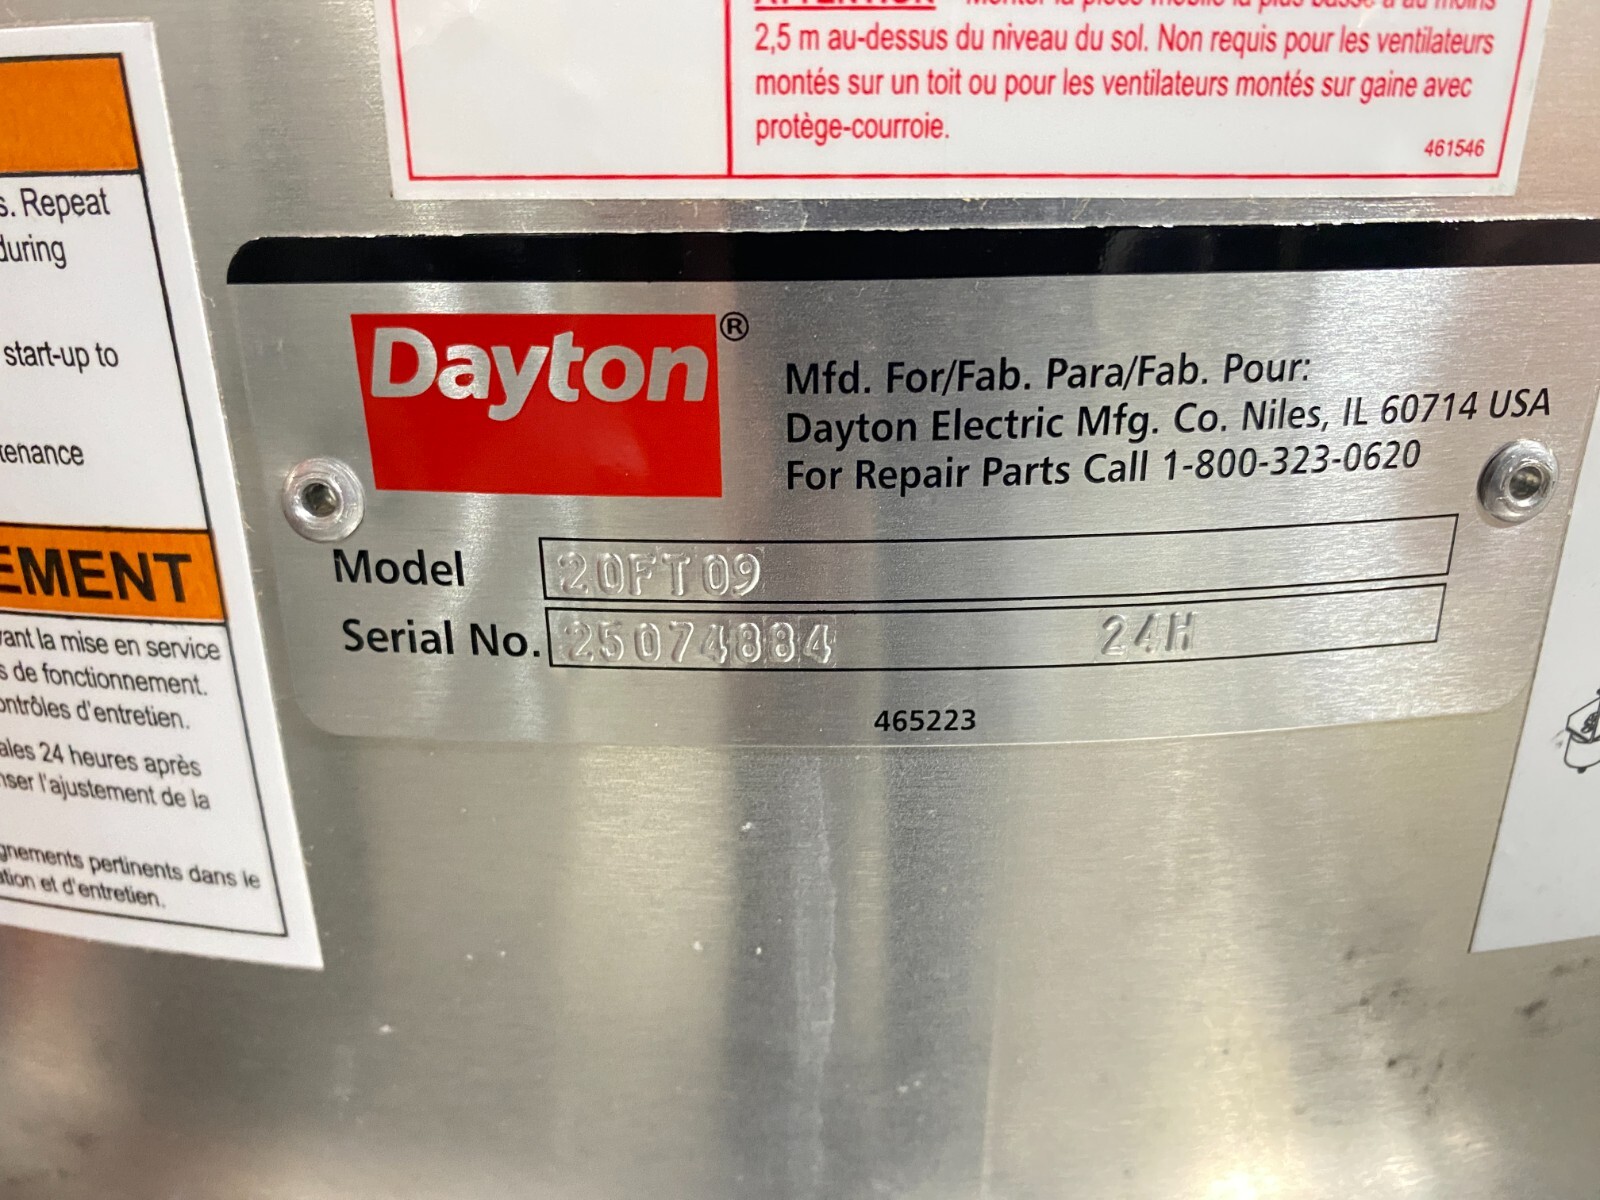 2,5 m au-dessus du niveau du sol. Non requis pour les ventilateurs
montés sur un toit ou pour les ventilateurs montés sur gaine avec
protège-courroie.
461546
s. Repeat
during
start-up to
tenance
EMENT
vant la mise en service
s de fonctionnement.
ontrôles d'entretien.
ales 24 heures après
nser l'ajustement de la
gnements pertinents dans le
ation et d'entretien.
Dayton®
Mfd. For/Fab. Para/Fab. Pour:
Dayton Electric Mfg. Co. Niles, IL 60714 USA
For Repair Parts Call 1-800-323-0620
Model 20FT09
Serial No. 25074884 24H
465223